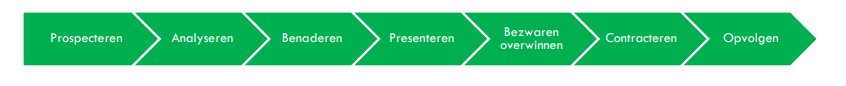 Prospecteren
Analyseren
Benaderen
Presenteren
Bezwaren
overwinnen
Contracteren
Opvolgen